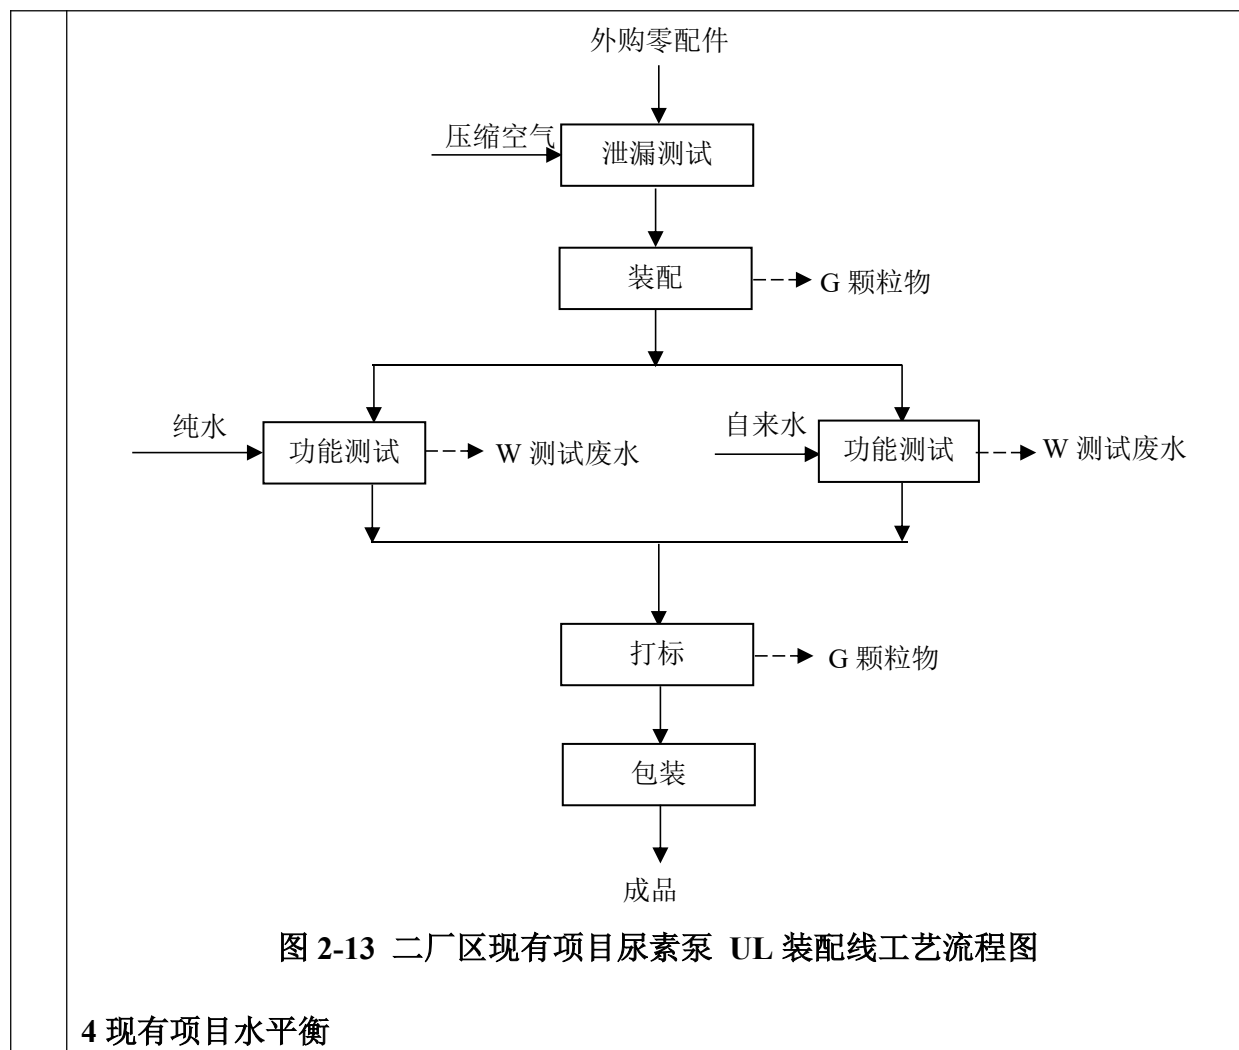 外购零配件
压缩空气
泄漏测试
装配
G 颗粒物
纯水
功能测试
W 测试废水
自来水
功能测试
W 测试废水
打标
G 颗粒物
包装
成品
图 2-13 二厂区现有项目尿素泵 UL 装配线工艺流程图
4 现有项目水平衡